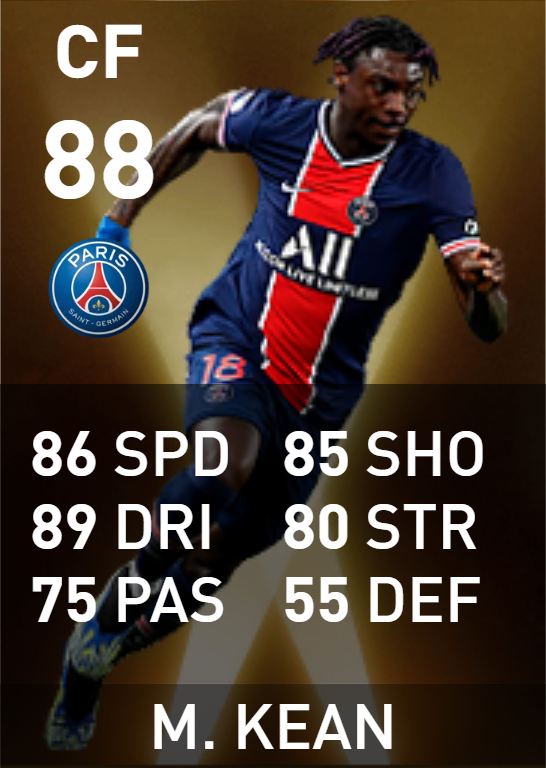 CF
88
PARIS
SAINT-GERMAIN
ALL
ACCOR LIVE LIMITLESS
18
86 SPD 85 SHO
89 DRI 80 STR
75 PAS 55 DEF
M. KEAN